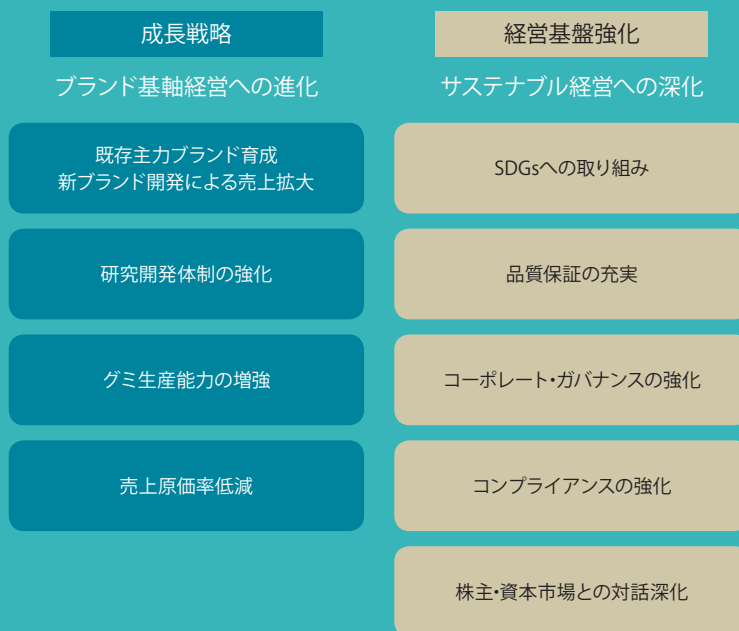 成長戦略
ブランド基軸経営への進化
既存主力ブランド育成
新ブランド開発による売上拡大
研究開発体制の強化
グミ生産能力の増強
売上原価率低減
経営基盤強化
サステナブル経営への深化
SDGsへの取り組み
品質保証の充実
コーポレート・ガバナンスの強化
コンプライアンスの強化
株主・資本市場との対話深化